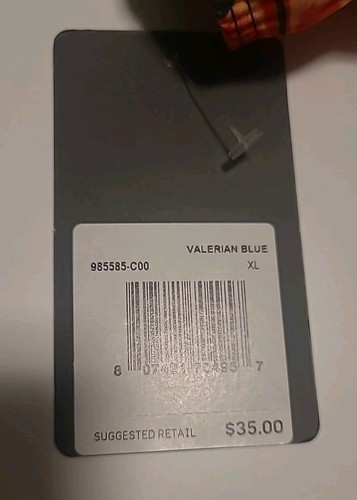 VALERIAN BLUE
985585-C00 XL
SUGGESTED RETAIL $35.00